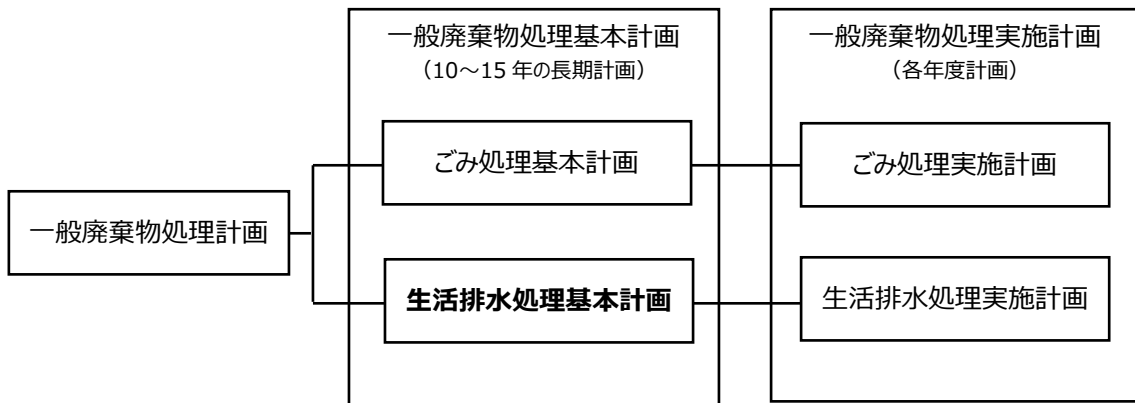 一般廃棄物処理計画
一般廃棄物処理基本計画
（10～15 年の長期計画）
ごみ処理基本計画
生活排水処理基本計画
一般廃棄物処理実施計画
（各年度計画）
ごみ処理実施計画
生活排水処理実施計画